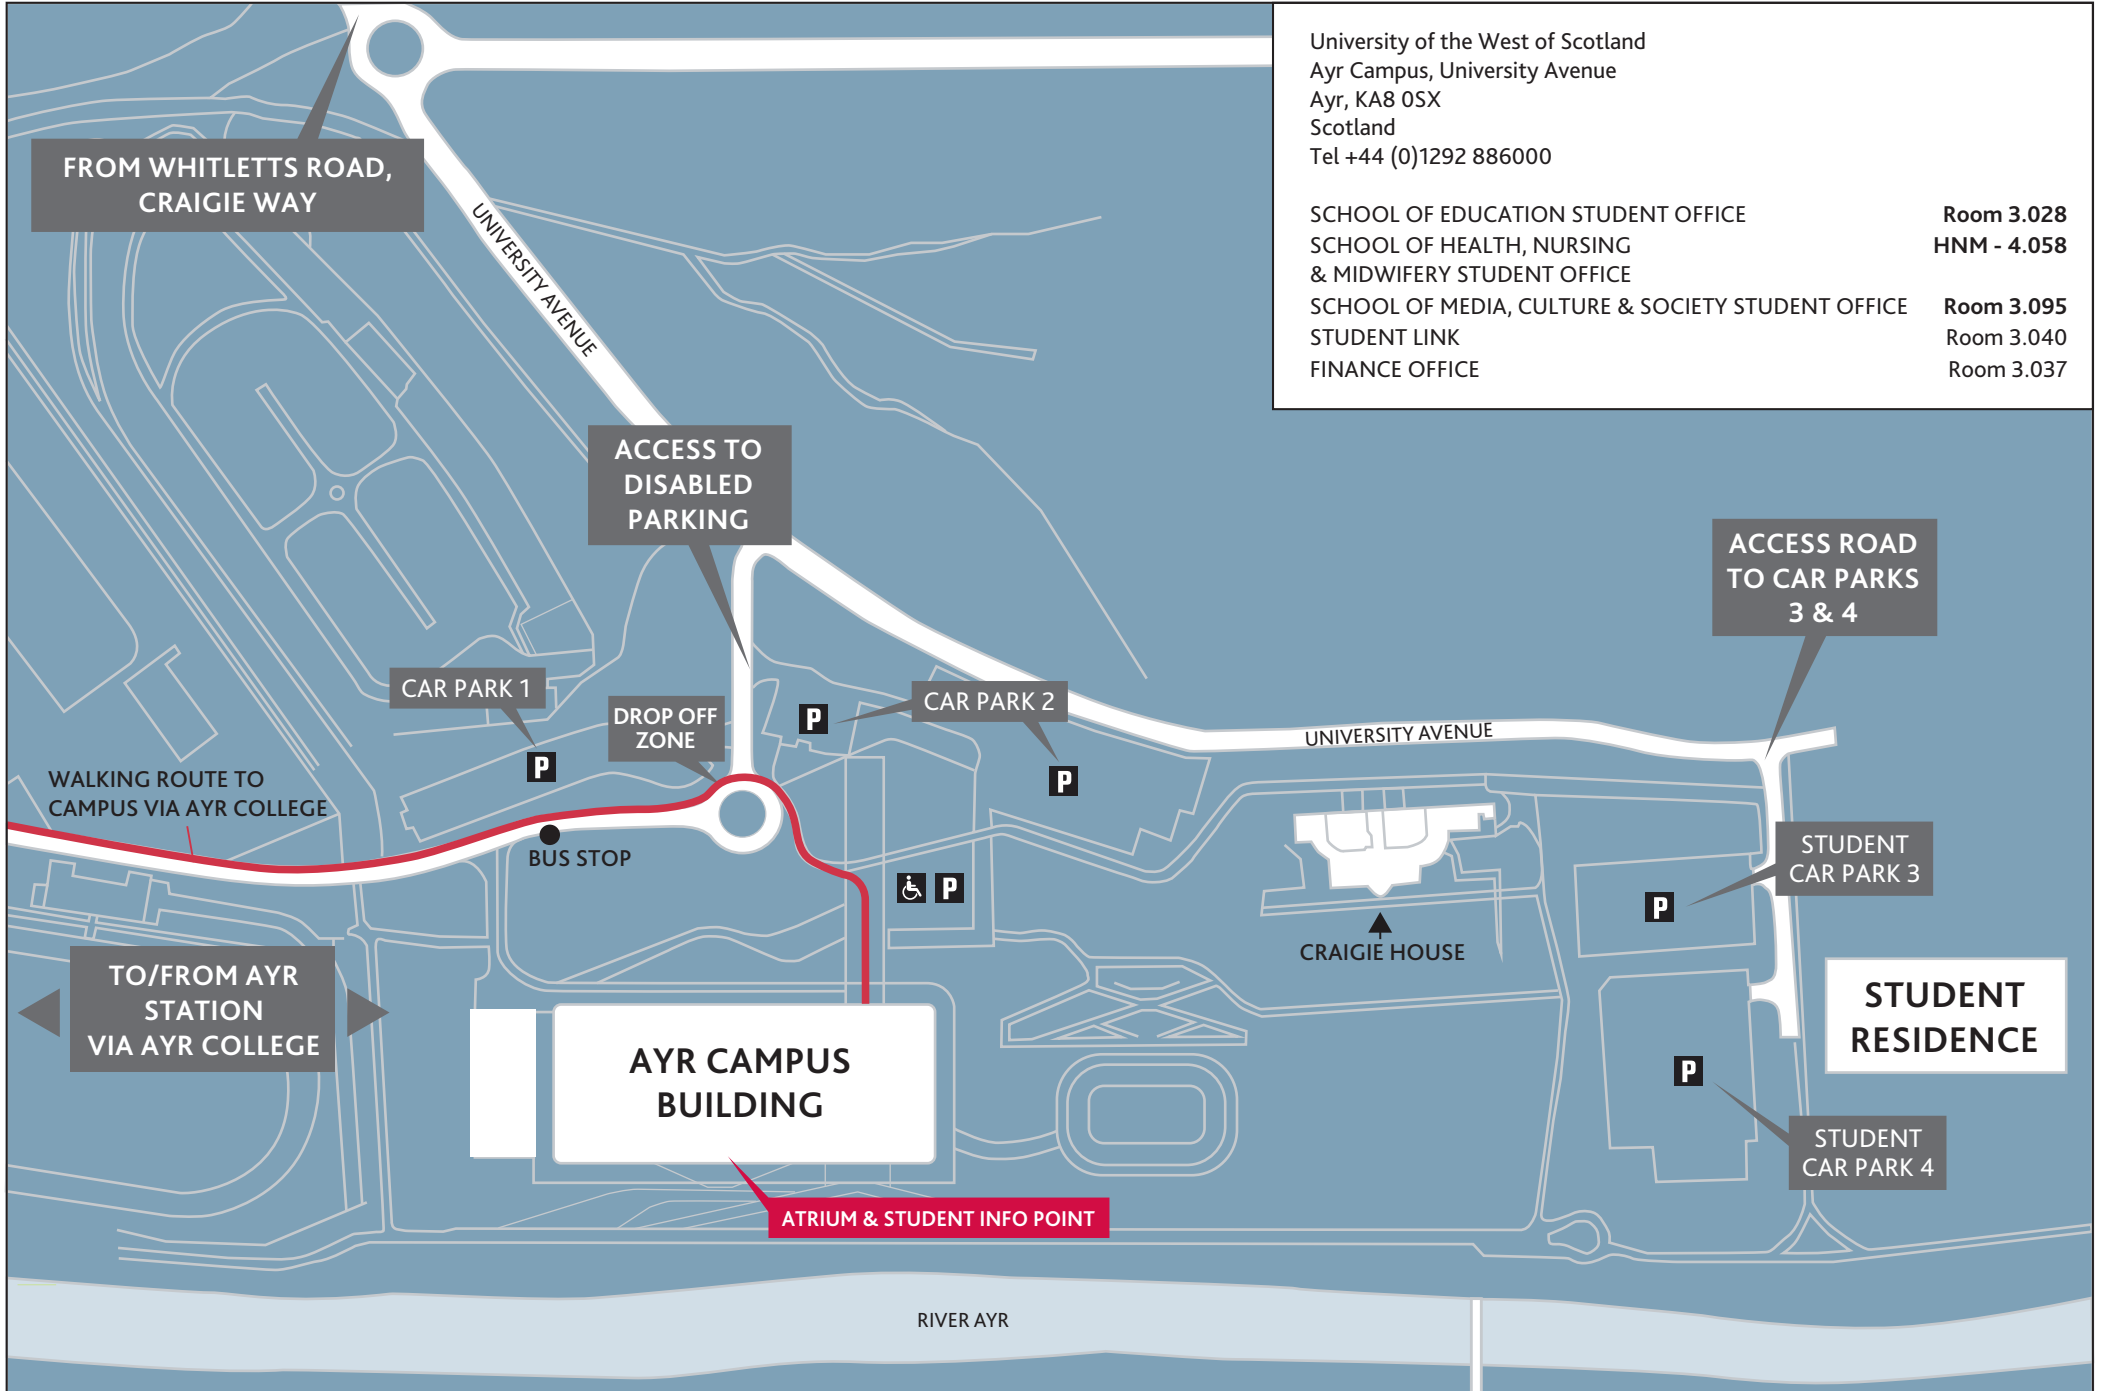 University of the West of Scotland
Ayr Campus, University Avenue
Ayr, KA8 0SX
Scotland
Tel +44 (0)1292 886000
SCHOOL OF EDUCATION STUDENT OFFICE Room 3.028
SCHOOL OF HEALTH, NURSING HNM - 4.058
& MIDWIFERY STUDENT OFFICE
SCHOOL OF MEDIA, CULTURE & SOCIETY STUDENT OFFICE Room 3.095
STUDENT LINK Room 3.040
FINANCE OFFICE Room 3.037
FROM WHITLETTS ROAD,
CRAIGIE WAY
UNIVERSITY AVENUE
ACCESS TO
DISABLED
PARKING
ACCESS ROAD
TO CAR PARKS
3 & 4
CAR PARK 1
P
DROP OFF
ZONE
P
CAR PARK 2
P
UNIVERSITY AVENUE
WALKING ROUTE TO
CAMPUS VIA AYR COLLEGE
BUS STOP
P
CRAIGIE HOUSE
STUDENT
CAR PARK 3
P
TO/FROM AYR
STATION
VIA AYR COLLEGE
AYR CAMPUS
BUILDING
STUDENT
RESIDENCE
P
STUDENT
CAR PARK 4
ATRIUM & STUDENT INFO POINT
RIVER AYR